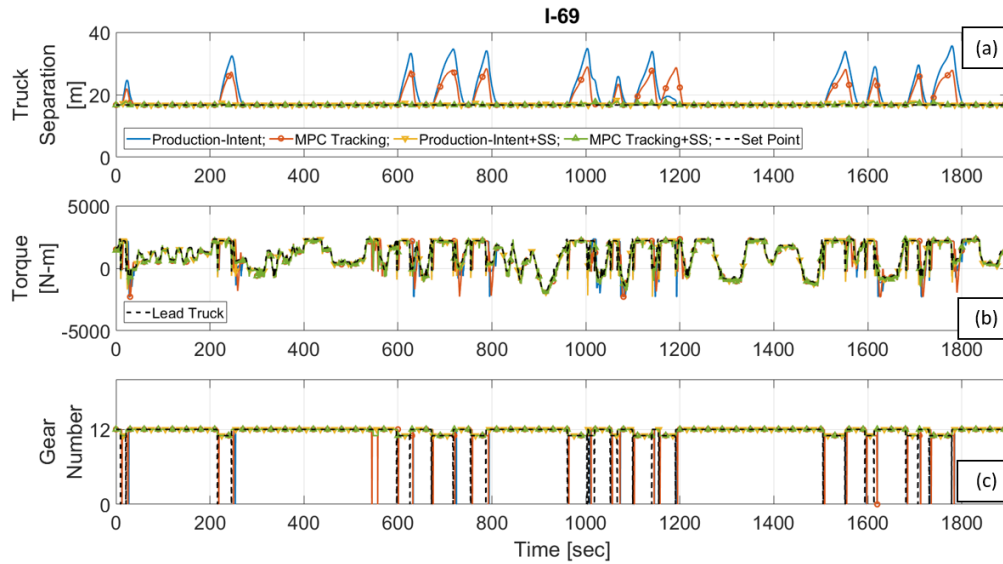 I-69
(a)
Truck
Separation
[m]
40
20
0
Production-Intent; MPC Tracking; Production-Intent+SS; MPC Tracking+SS; Set Point
0 200 400 600 800 1000 1200 1400 1600 1800
(b)
Torque
[N-m]
5000
0
-5000
Lead Truck
0 200 400 600 800 1000 1200 1400 1600 1800
(c)
Gear
Number
12
0
0 200 400 600 800 1000 1200 1400 1600 1800
Time [sec]